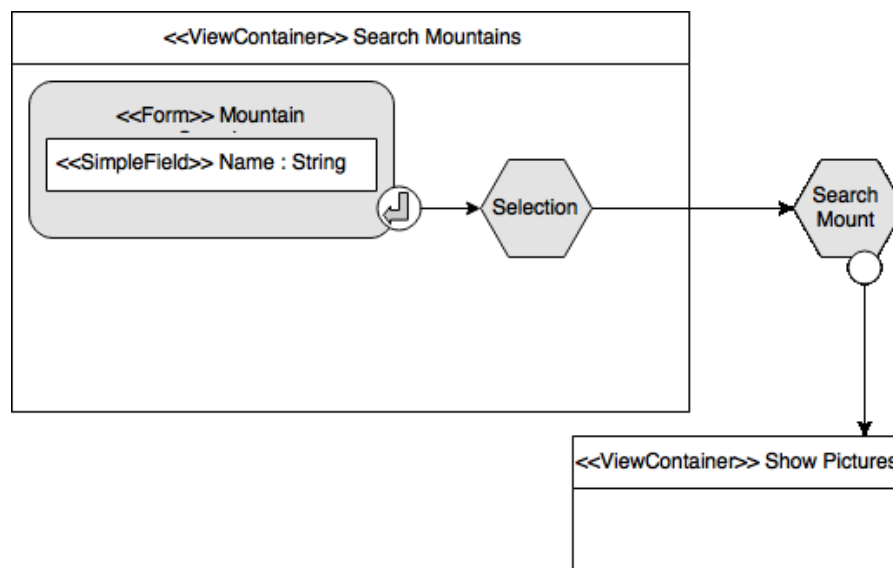 <<ViewContainer>> Search Mountains
<<Form>> Mountain
<<SimpleField>> Name : String
Selection
Search
Mount
<<ViewContainer>> Show Pictures